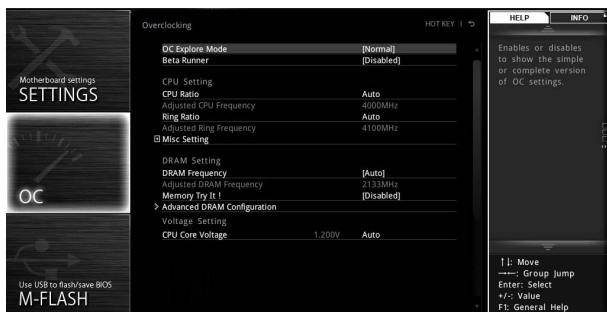 Overclocking
HOT KEY |
HELP
INFO
Motherboard settings
SETTINGS
OC
Use USB to flash/save BIOS
M-FLASH
OC Explore Mode [Normal]
Beta Runner [Disabled]
CPU Setting
CPU Ratio Auto
Adjusted CPU Frequency 4000MHz
Ring Ratio Auto
Adjusted Ring Frequency 4100MHz
Misc Setting
DRAM Setting
DRAM Frequency [Auto]
Adjusted DRAM Frequency 2133MHz
Memory Try It ! [Disabled]
Advanced DRAM Configuration
Voltage Setting
CPU Core Voltage 1.200V Auto
Enables or disables
to show the simple
or complete version
of OC settings.
↑↓: Move
→←: Group Jump
Enter: Select
+/-: Value
F1: General Help